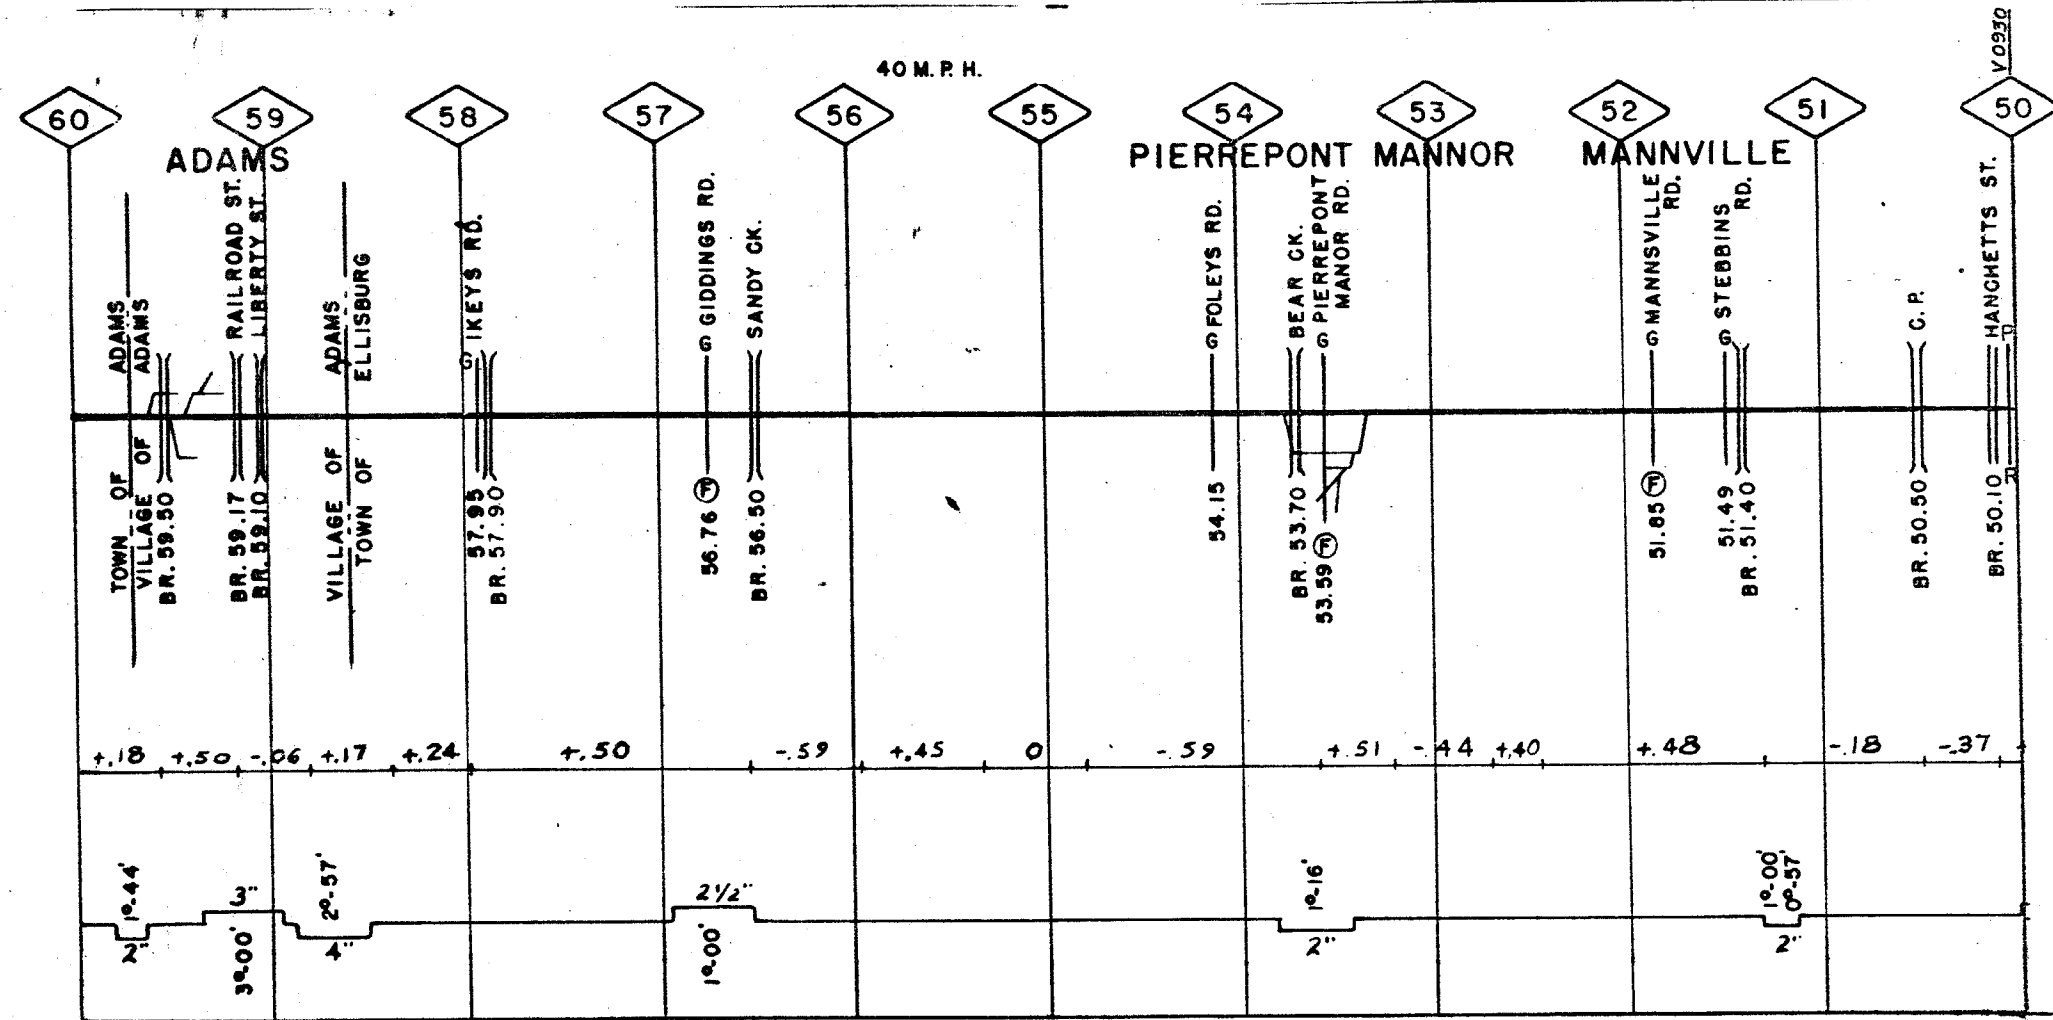 V0930
40 M. P. H.
60 59 58 57 56 55 54 53 52 51 50
ADAMS PIERREPONT MANNOR MANNVILLE
ADAMS
ADAMS
RAILROAD ST.
LIBERTY ST.
ADAMS
ELLISBURG
G IKEYS RD.
G GIDDINGS RD.
SANDY CK.
G FOLEYS RD.
BEAR CK.
G PIERREPONT
MANOR RD.
G MANNSVILLE
RD.
G STEBBINS
RD.
C. P.
HANCHETTS ST.
P
R
TOWN OF
VILLAGE OF
BR. 59.50
BR. 59.17
BR. 59.10
VILLAGE OF
TOWN OF
57.95
BR. 57.90
56.76 F
BR. 56.50
54.15
BR. 53.70
53.59 F
51.85 F
51.49
BR. 51.40
BR. 50.50
BR. 50.10
+.18 +.50 -.06 +.17 +.24 +.50 -.59 +.45 0 -.59 +.51 -.44 +.40 +.48 -.18 -.37
1°-44'
2"
3"
3°-00'
2°-57'
4"
2½"
1°-00'
1°-16'
2"
1°-00'
0°-57'
2"